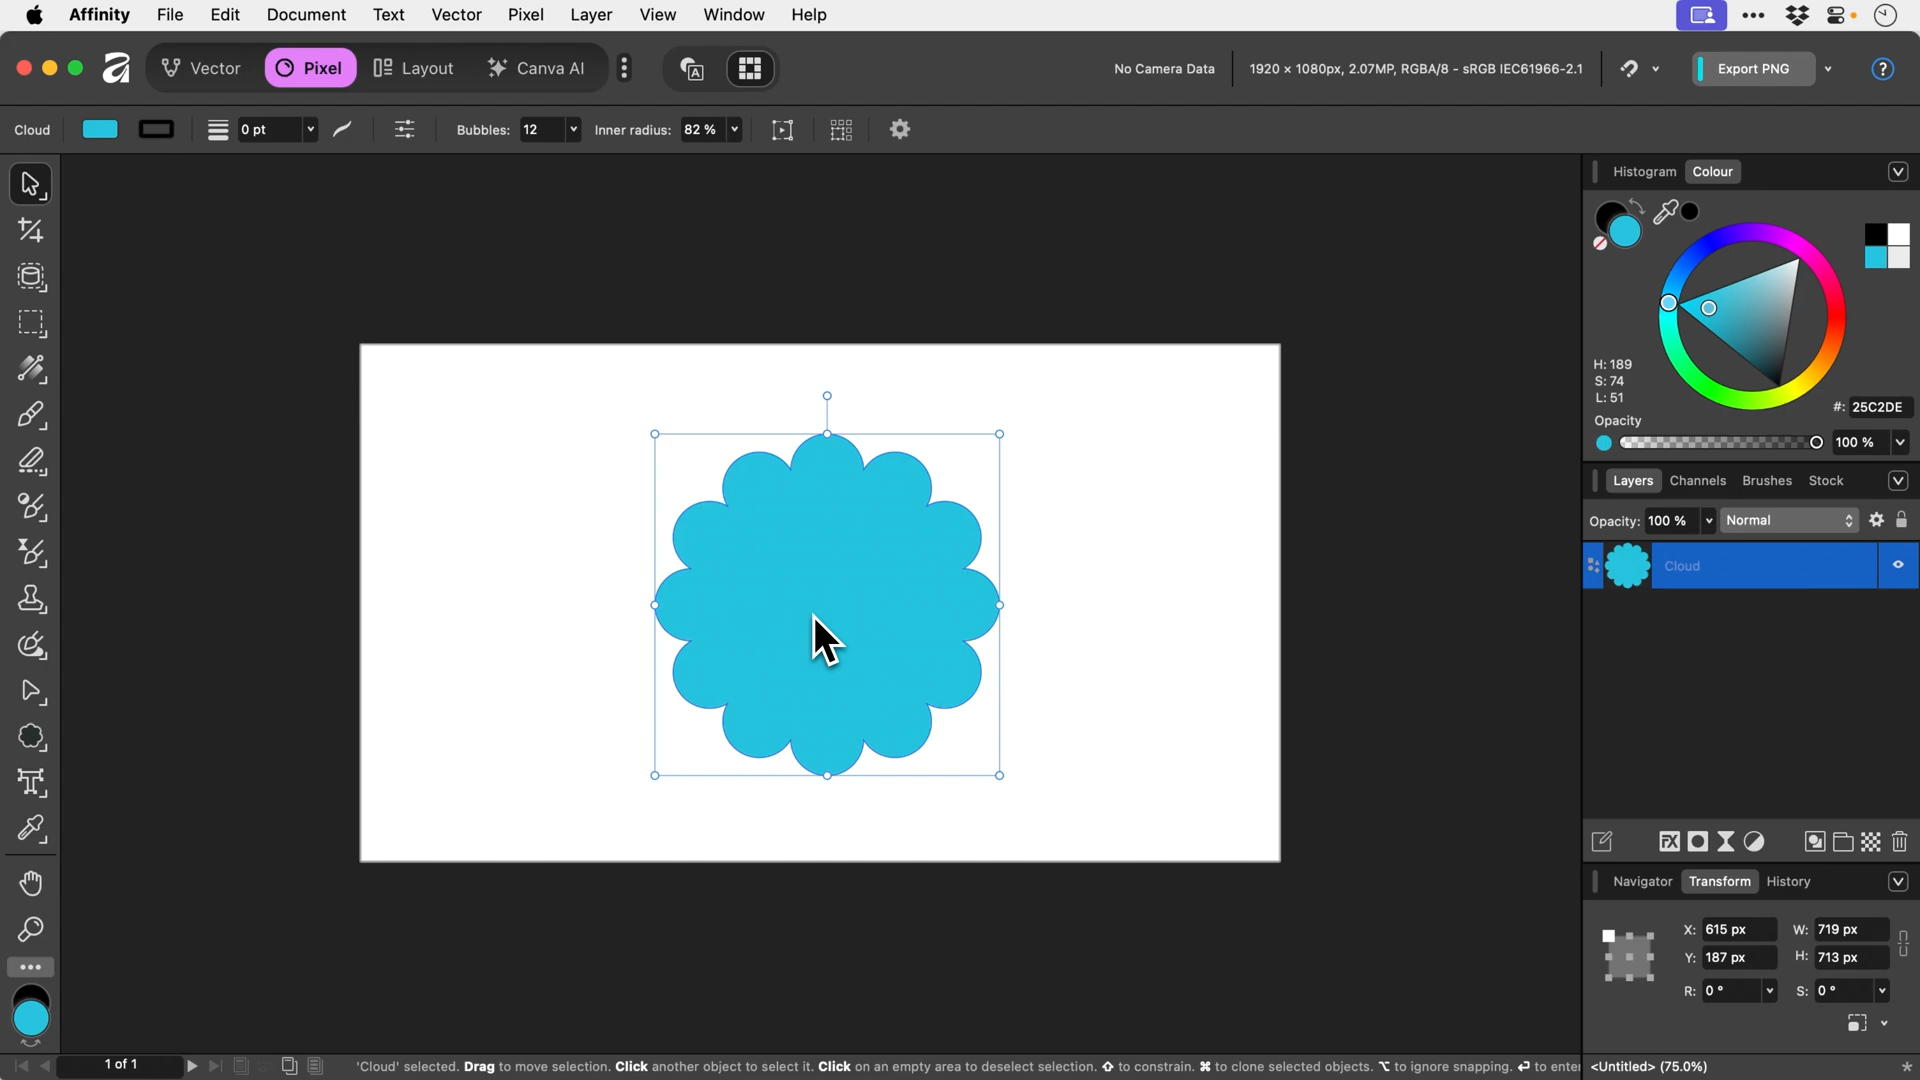 Affinity File Edit Document Text Vector Pixel Layer View Window Help
Vector Pixel Layout Canva AI A No Camera Data 1920 × 1080px, 2.07MP, RGBA/8 - sRGB IEC61966-2.1 Export PNG ?
Cloud 0 pt Bubbles: 12 Inner radius: 82 %
Histogram Colour
H: 189
S: 74
L: 51
#: 25C2DE
Opacity
100 %
Layers Channels Brushes Stock
Opacity: 100 % Normal
Cloud
FX
Navigator Transform History
X: 615 px W: 719 px
Y: 187 px H: 713 px
R: 0 ° S: 0 °
1 of 1 'Cloud' selected. Drag to move selection. Click another object to select it. Click on an empty area to deselect selection. ⇧ to constrain. ⌘ to clone selected objects. ⌥ to ignore snapping. ⏎ to enter <Untitled> (75.0%) *